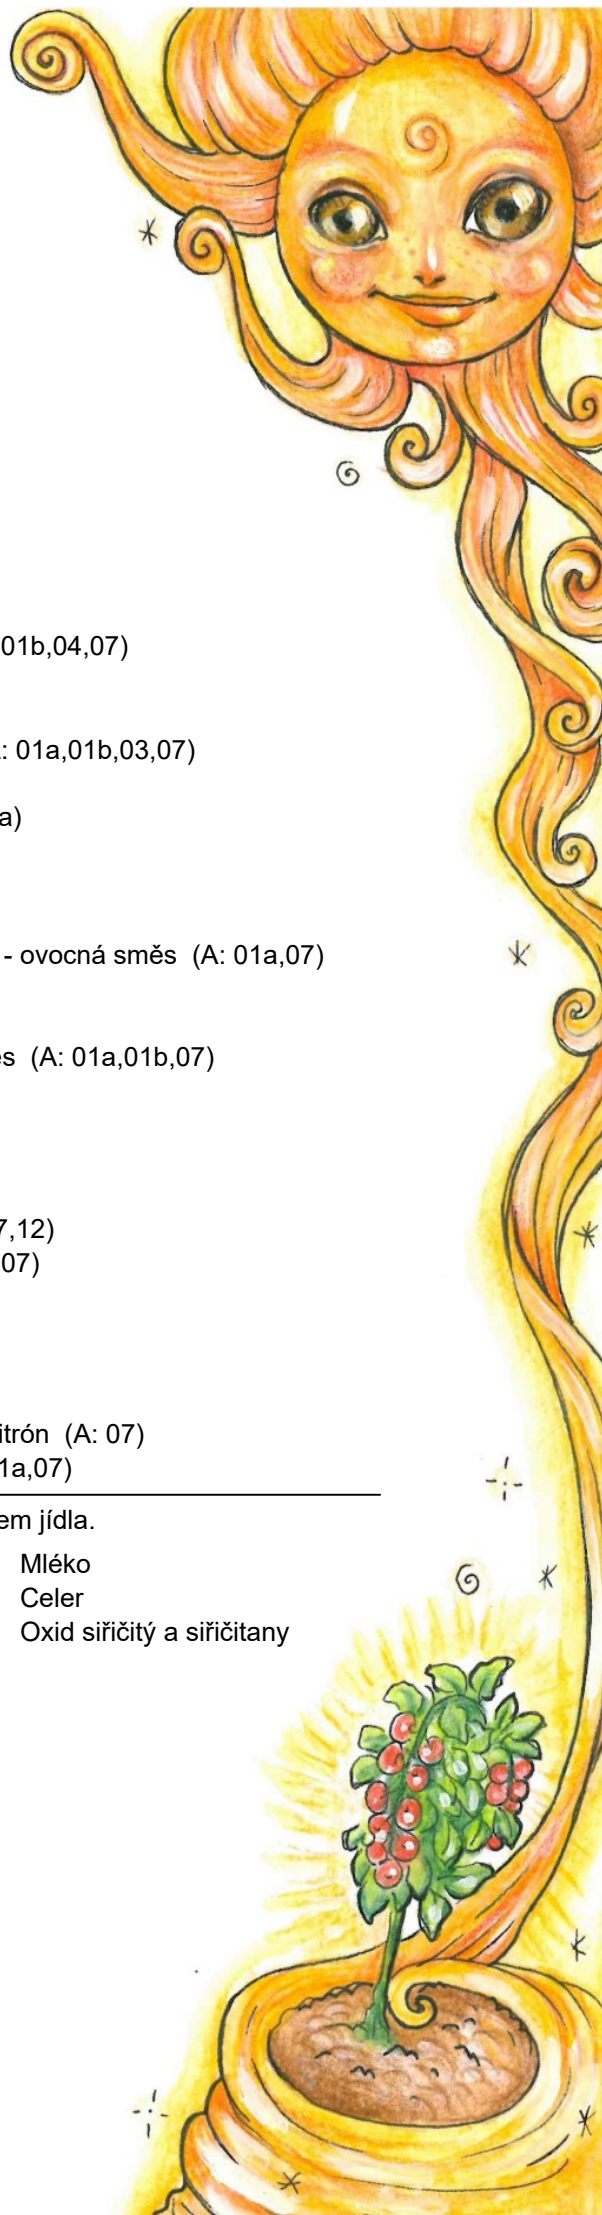 01b,04,07)
: 01a,01b,03,07)
a)
- ovocná směs (A: 01a,07)
s (A: 01a,01b,07)
7,12)
07)
itrón (A: 07)
1a,07)
em jídla.
Mléko
Celer
Oxid siřičitý a siřičitany